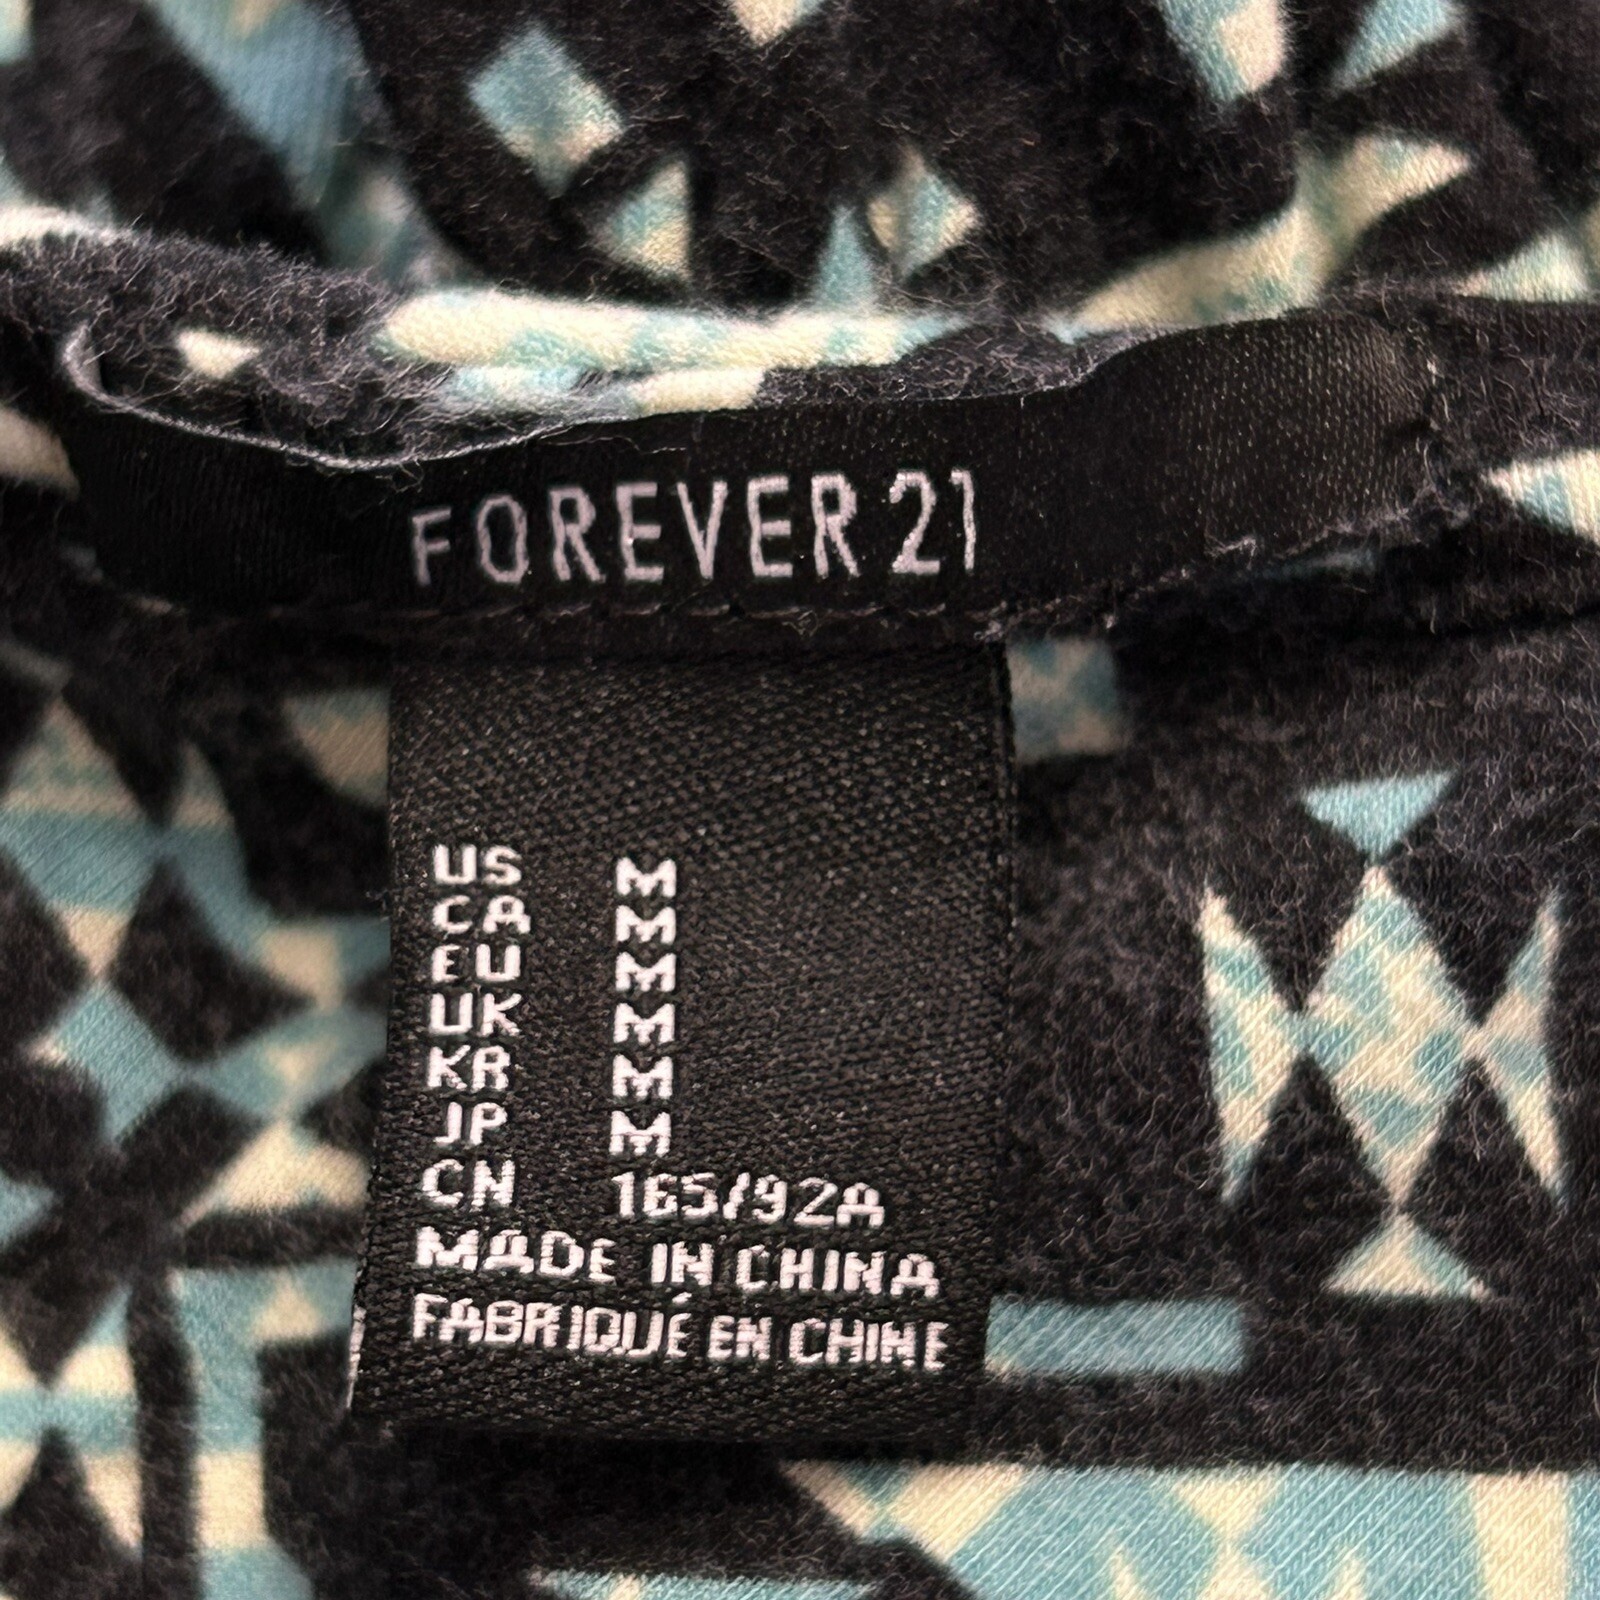 FOREVER 21
US M
CA M
EU M
UK M
KR M
JP M
CN 165/92A
MADE IN CHINA
FABRIQUÉ EN CHINE